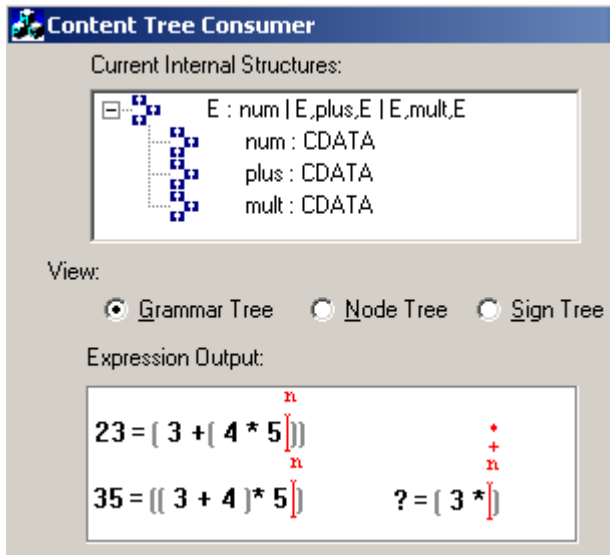 Content Tree Consumer
Current Internal Structures:
E : num | E,plus,E | E,mult,E
num : CDATA
plus : CDATA
mult : CDATA
View:
Grammar Tree Node Tree Sign Tree
Expression Output:
n
23 = ( 3 +( 4 * 5 ))
*
+
n n
35 = (( 3 + 4 )* 5 ) ? = ( 3 * )